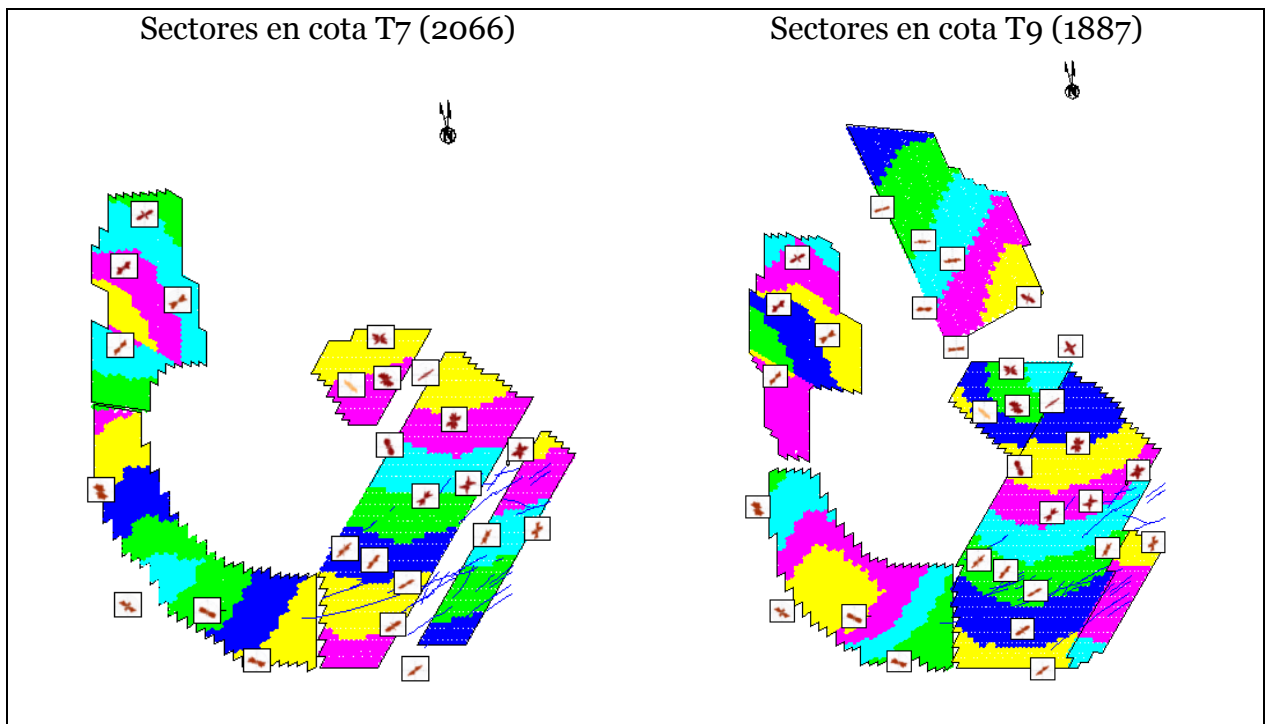 Sectores en cota T7 (2066)
Sectores en cota T9 (1887)
N
N